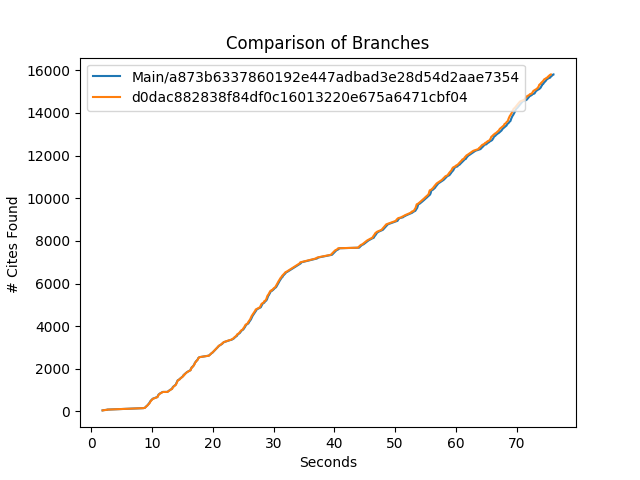 Comparison of Branches
Main/a873b6337860192e447adbad3e28d54d2aae7354
d0dac882838f84df0c16013220e675a6471cbf04
16000
14000
12000
10000
8000
6000
4000
2000
0
# Cites Found
0 10 20 30 40 50 60 70
Seconds